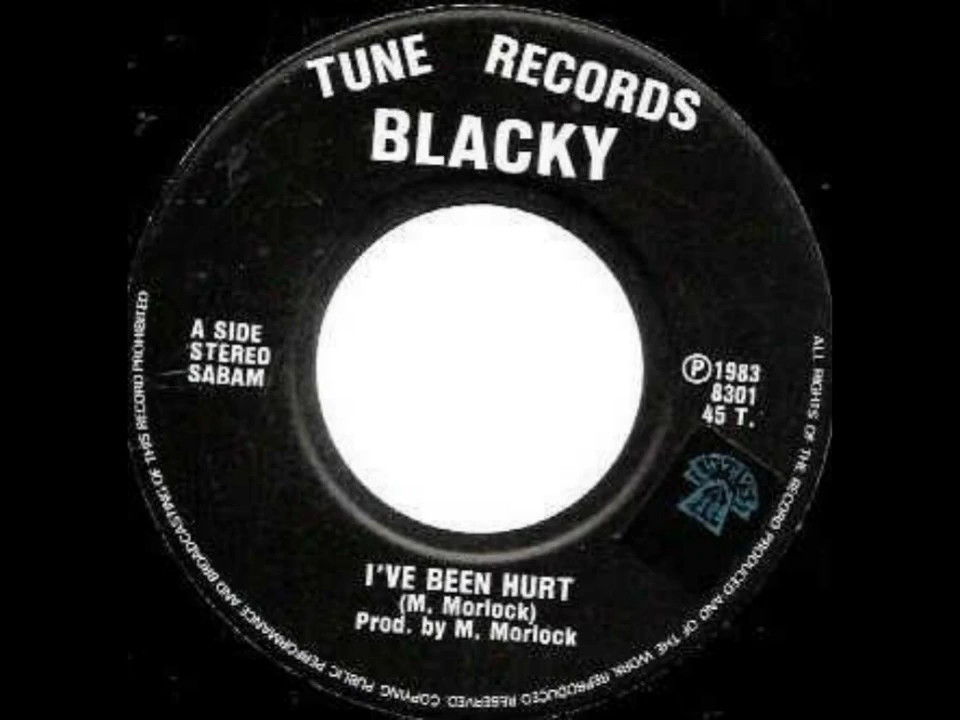 TUNE RECORDS
BLACKY
A SIDE
STEREO
SABAM
Ⓟ1983
8301
45 T.
I'VE BEEN HURT
(M. Morlock)
Prod. by M. Morlock
ALL RIGHTS OF THE RECORD PRODUCED AND OF THE WORK REPRODUCED RESERVED. COPYING PUBLIC PERFORMANCE AND BROADCASTING OF THIS RECORD PROHIBITED